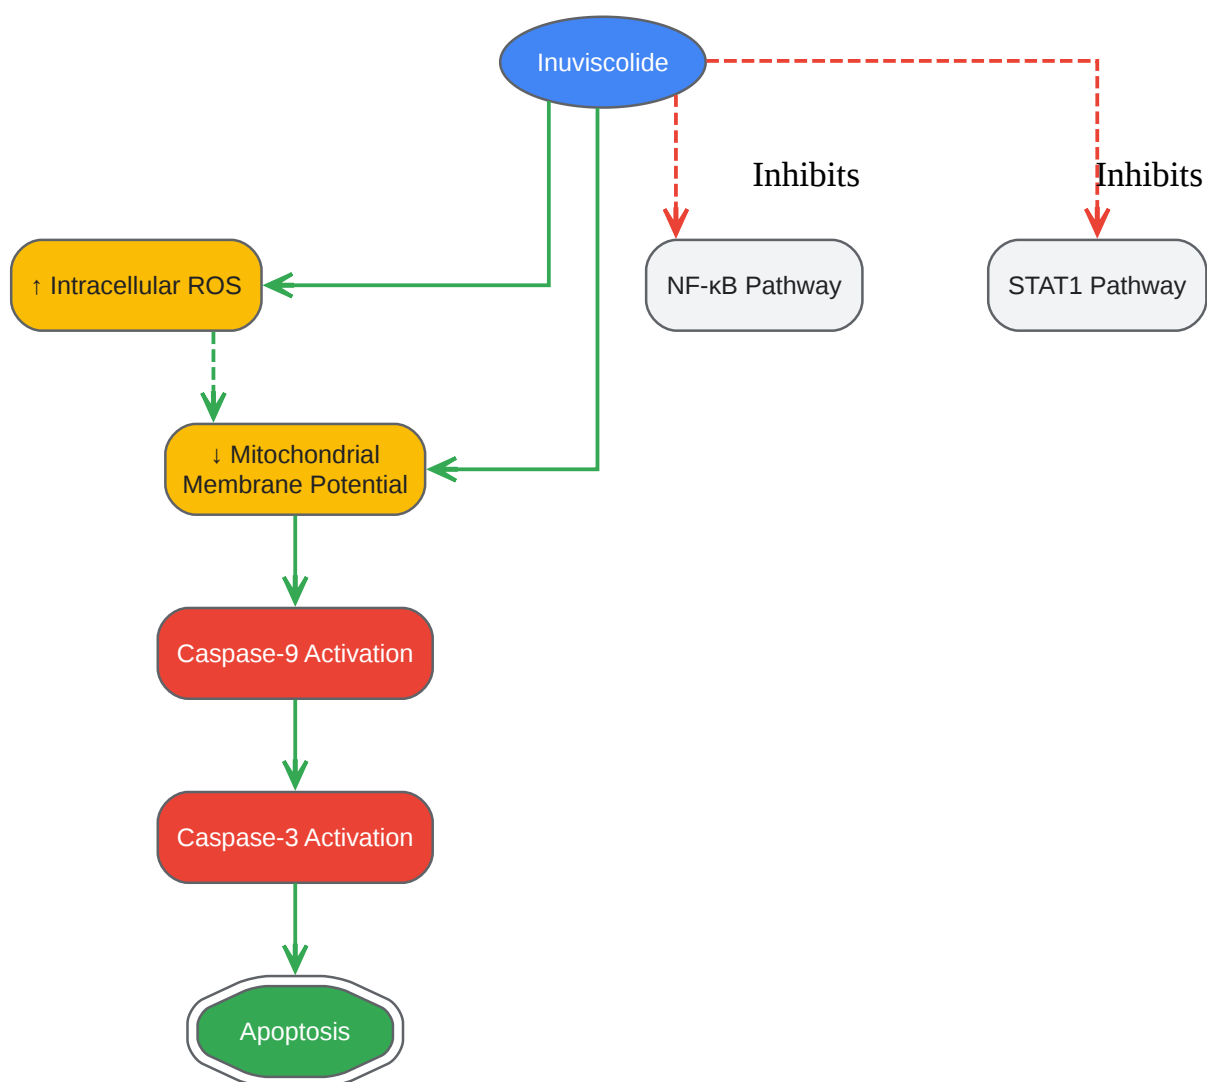 Inuviscolide
Inhibits
Inhibits
↑ Intracellular ROS
NF-κB Pathway
STAT1 Pathway
↓ Mitochondrial
Membrane Potential
Caspase-9 Activation
Caspase-3 Activation
Apoptosis